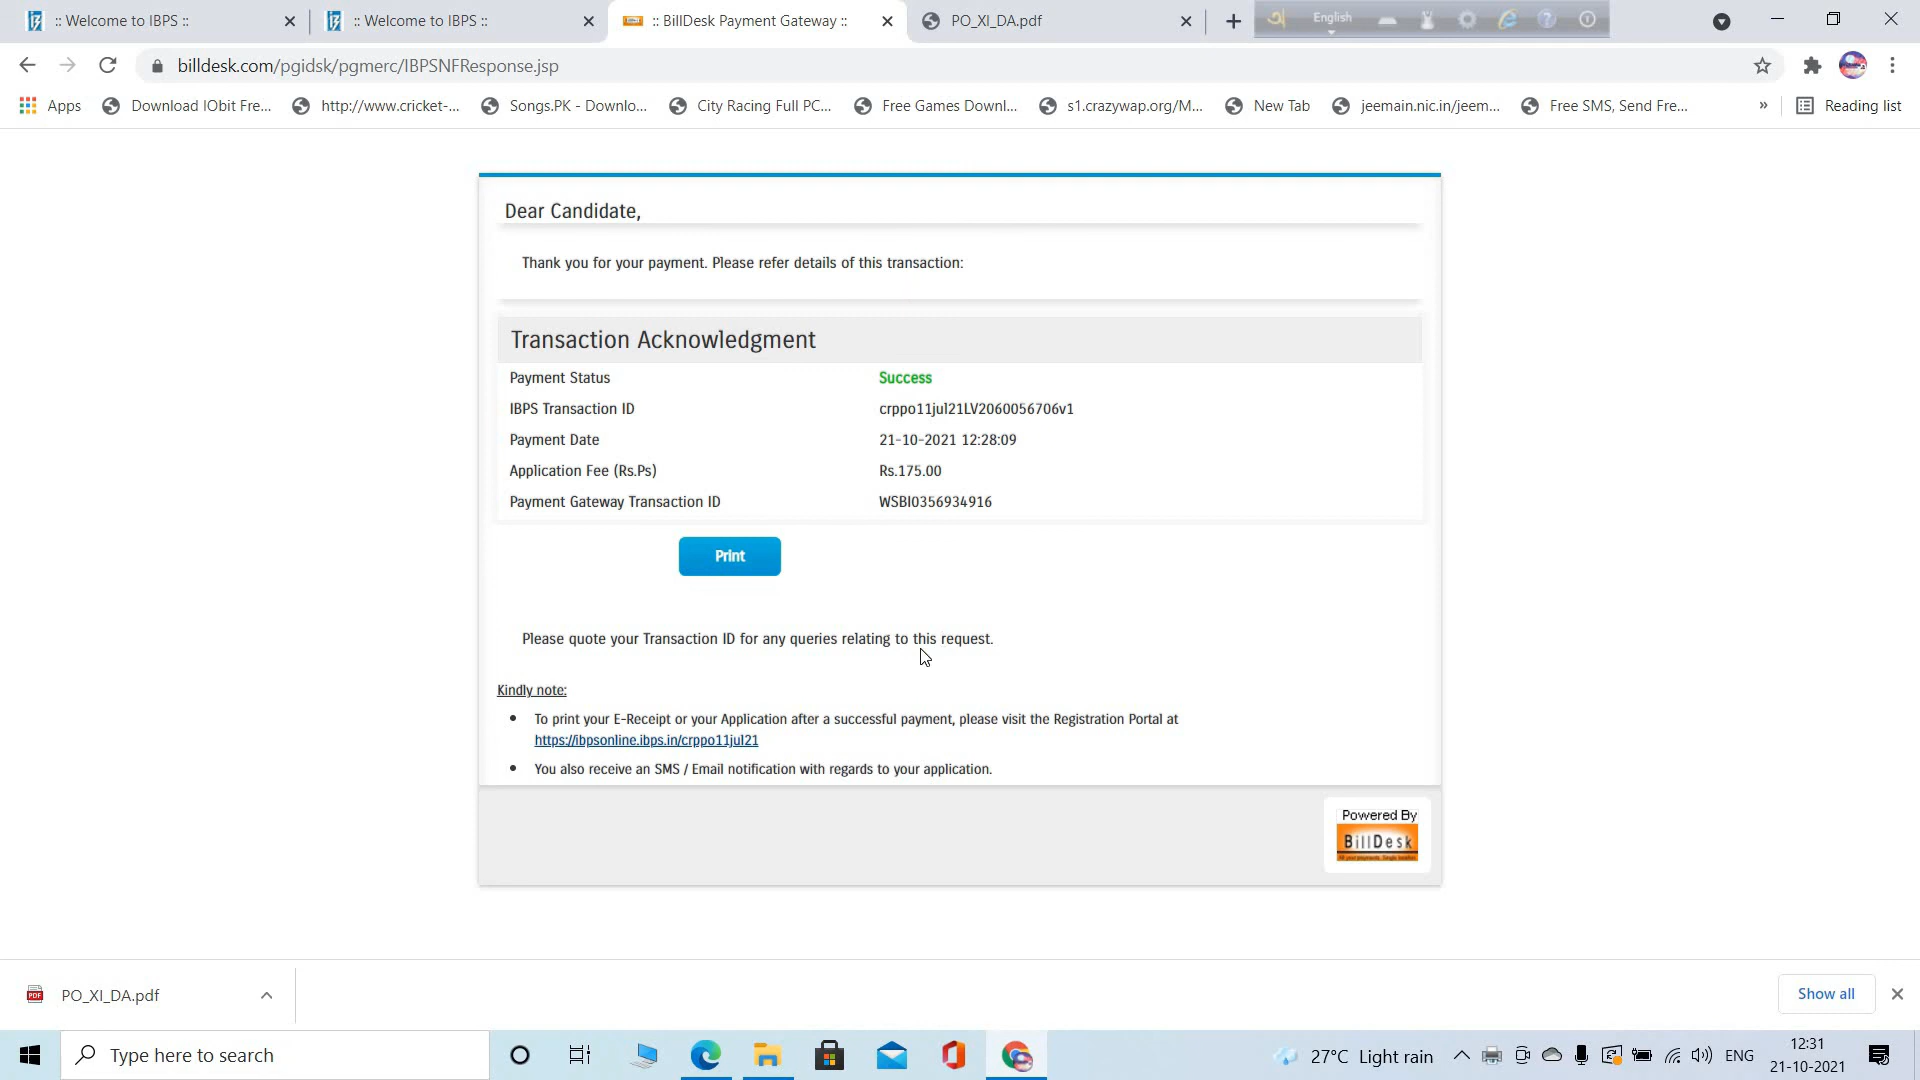 :: Welcome to IBPS ::
:: Welcome to IBPS ::
:: BillDesk Payment Gateway ::
PO_XI_DA.pdf
English
billdesk.com/pgidsk/pgmerc/IBPSNFResponse.jsp
Apps
Download IObit Fre...
http://www.cricket-...
Songs.PK - Downlo...
City Racing Full PC...
Free Games Downl...
s1.crazywap.org/M...
New Tab
jeemain.nic.in/jeem...
Free SMS, Send Fre...
»
Reading list
Dear Candidate,
Thank you for your payment. Please refer details of this transaction:
Transaction Acknowledgment
Payment Status Success
IBPS Transaction ID crppo11jul21LV2060056706v1
Payment Date 21-10-2021 12:28:09
Application Fee (Rs.Ps) Rs.175.00
Payment Gateway Transaction ID WSBI0356934916
Print
Please quote your Transaction ID for any queries relating to this request.
Kindly note:
• To print your E-Receipt or your Application after a successful payment, please visit the Registration Portal at
https://ibpsonline.ibps.in/crppo11jul21
• You also receive an SMS / Email notification with regards to your application.
Powered By
BillDesk
PO_XI_DA.pdf
Show all
Type here to search
27°C Light rain
ENG
12:31
21-10-2021